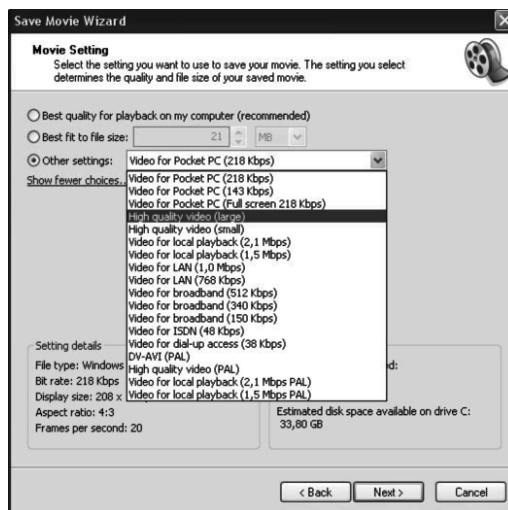 Save Movie Wizard
Movie Setting
Select the setting you want to use to save your movie. The setting you select
determines the quality and file size of your saved movie.
Best quality for playback on my computer (recommended)
Best fit to file size: 21 MB
Other settings: Video for Pocket PC (218 Kbps)
Show fewer choices...
Video for Pocket PC (218 Kbps)
Video for Pocket PC (143 Kbps)
Video for Pocket PC (Full screen 218 Kbps)
High quality video (large)
High quality video (small)
Video for local playback (2,1 Mbps)
Video for local playback (1,5 Mbps)
Video for LAN (1,0 Mbps)
Video for LAN (768 Kbps)
Video for broadband (512 Kbps)
Video for broadband (340 Kbps)
Video for broadband (150 Kbps)
Video for ISDN (48 Kbps)
Video for dial-up access (38 Kbps)
DV-AVI (PAL)
High quality video (PAL)
Video for local playback (2,1 Mbps PAL)
Video for local playback (1,5 Mbps PAL)
Setting details
File type: Windows
Bit rate: 218 Kbps
Display size: 208 x
Aspect ratio: 4:3
Frames per second: 20
Estimated disk space available on drive C:
33,80 GB
< Back
Next >
Cancel